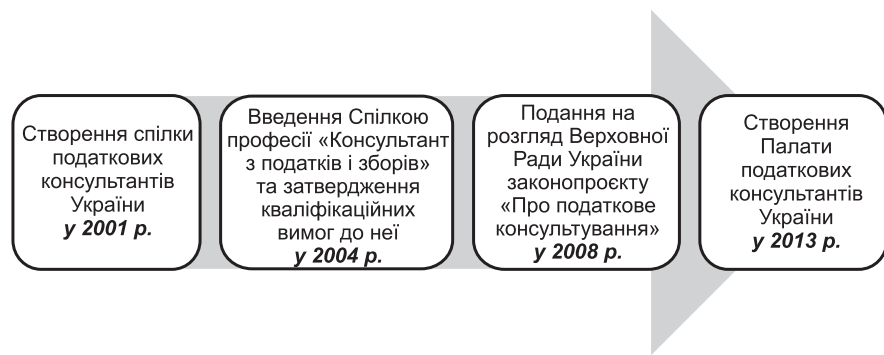 Створення спілки
податкових
консультантів
України
у 2001 р.
Введення Спілкою
професії «Консультант
з податків і зборів»
та затвердження
кваліфікаційних
вимог до неї
у 2004 р.
Подання на
розгляд Верховної
Ради України
законопроєкту
«Про податкове
консультування»
у 2008 р.
Створення
Палати
податкових
консультантів
України
у 2013 р.